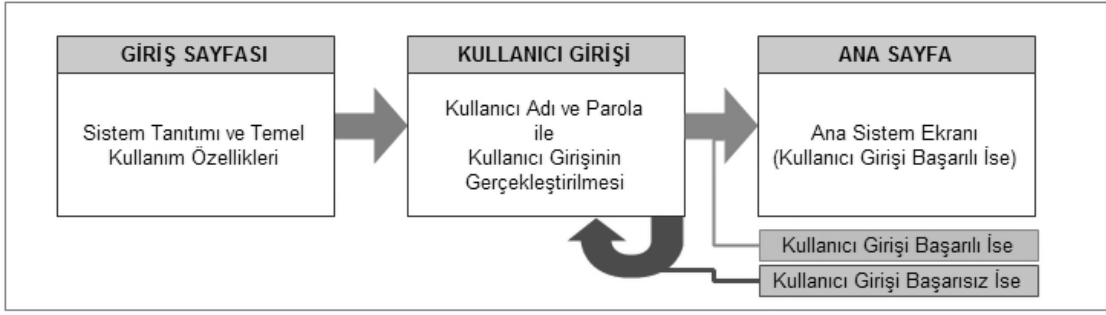 GİRİŞ SAYFASI
Sistem Tanıtımı ve Temel
Kullanım Özellikleri
KULLANICI GİRİŞİ
Kullanıcı Adı ve Parola
ile
Kullanıcı Girişinin
Gerçekleştirilmesi
ANA SAYFA
Ana Sistem Ekranı
(Kullanıcı Girişi Başarılı İse)
Kullanıcı Girişi Başarılı İse
Kullanıcı Girişi Başarısız İse